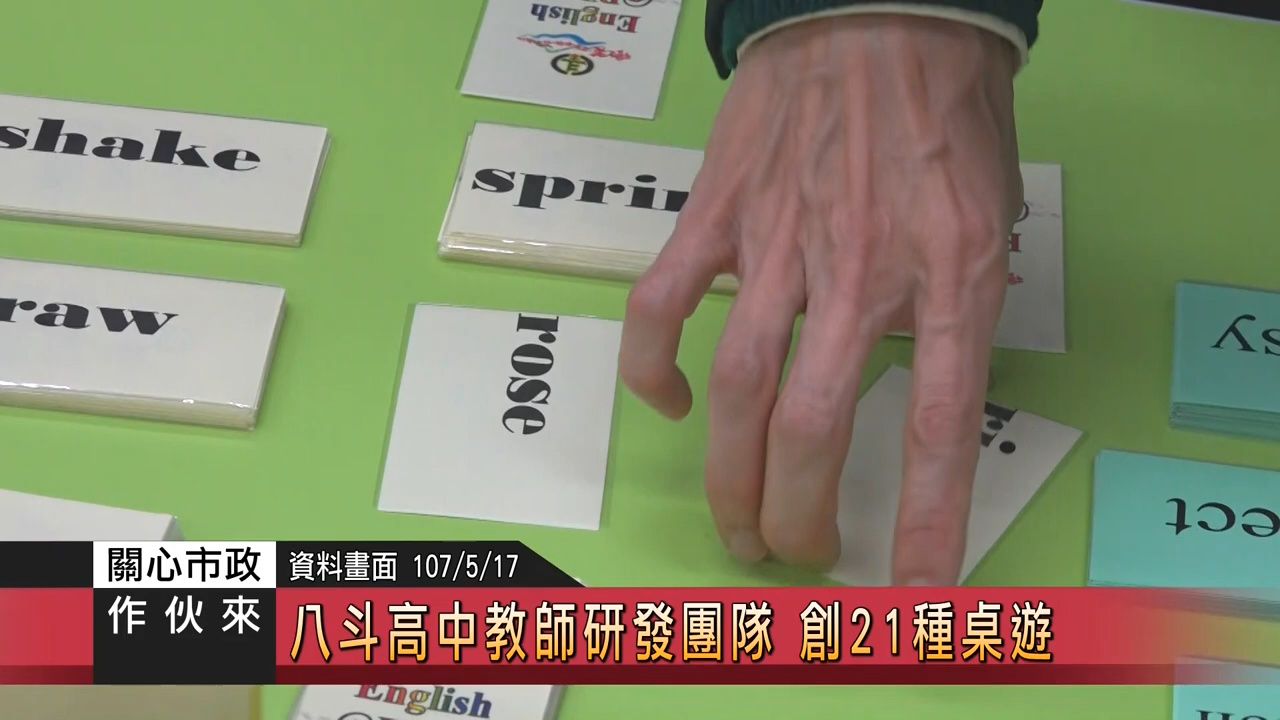 English
shake
sprin
raw
rose
sy
ect
關心市政
作伙來
資料畫面 107/5/17
八斗高中教師研發團隊 創21種桌遊
English